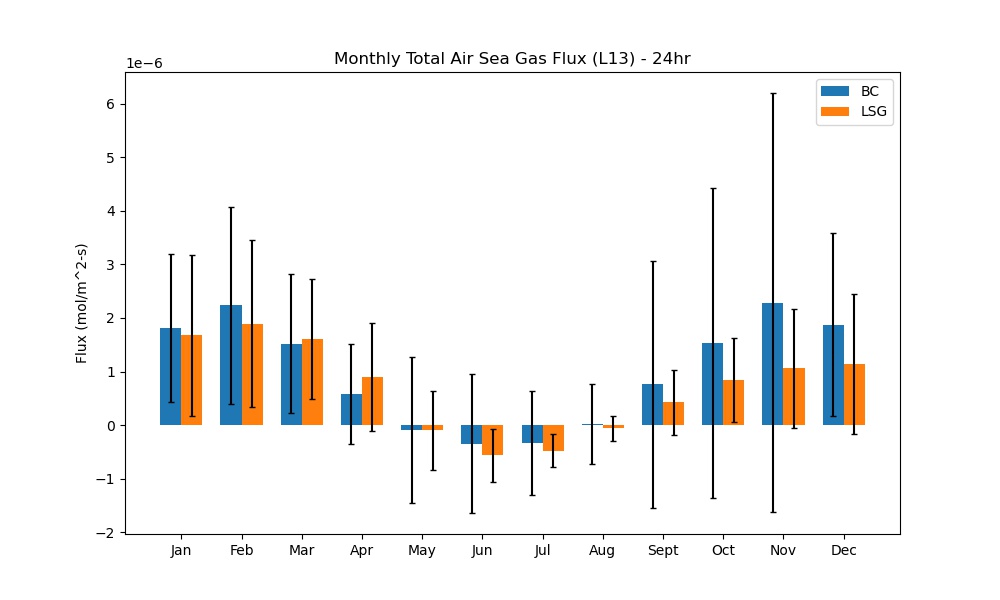 Monthly Total Air Sea Gas Flux (L13) - 24hr
1e−6
BC
LSG
6
5
4
3
2
1
0
−1
−2
Flux (mol/m^2-s)
Jan Feb Mar Apr May Jun Jul Aug Sept Oct Nov Dec